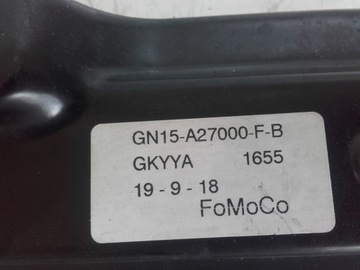 GN15-A27000-F-B
GKYYA 1655
19 - 9 - 18
FoMoCo